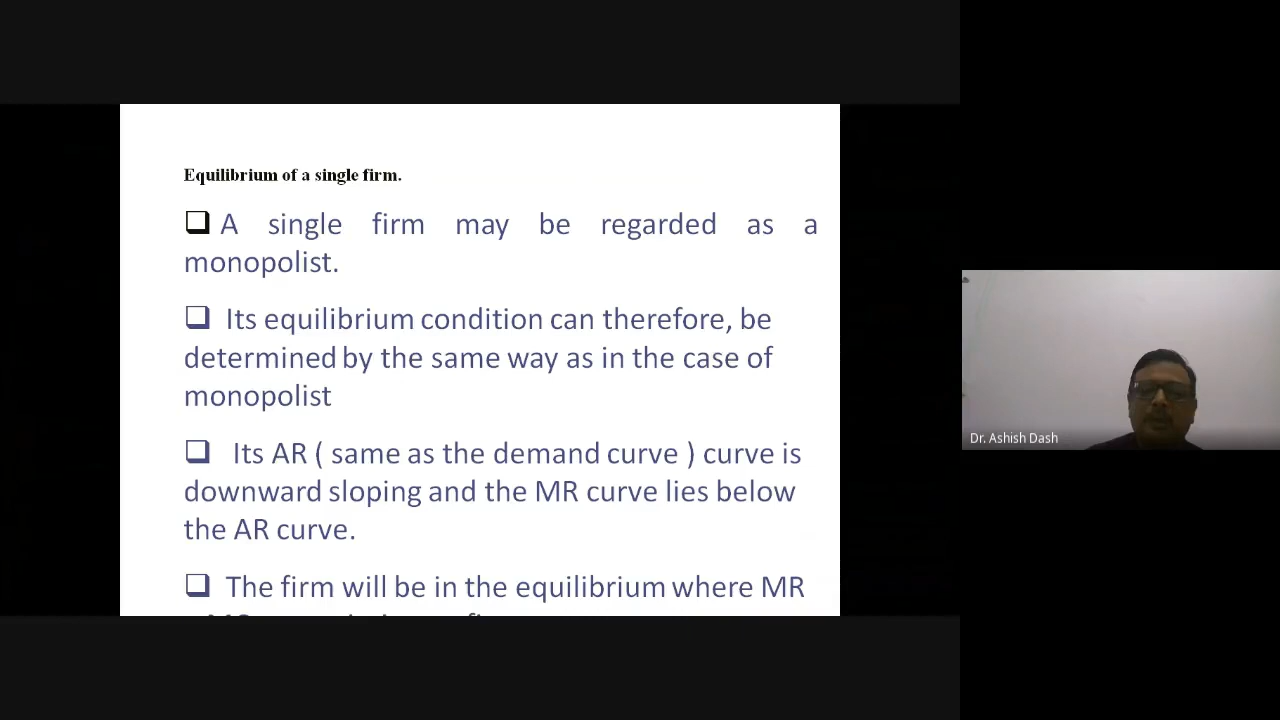 Equilibrium of a single firm.
A single firm may be regarded as a
monopolist.
Its equilibrium condition can therefore, be
determined by the same way as in the case of
monopolist
Its AR ( same as the demand curve ) curve is
downward sloping and the MR curve lies below
the AR curve.
The firm will be in the equilibrium where MR
Dr. Ashish Dash